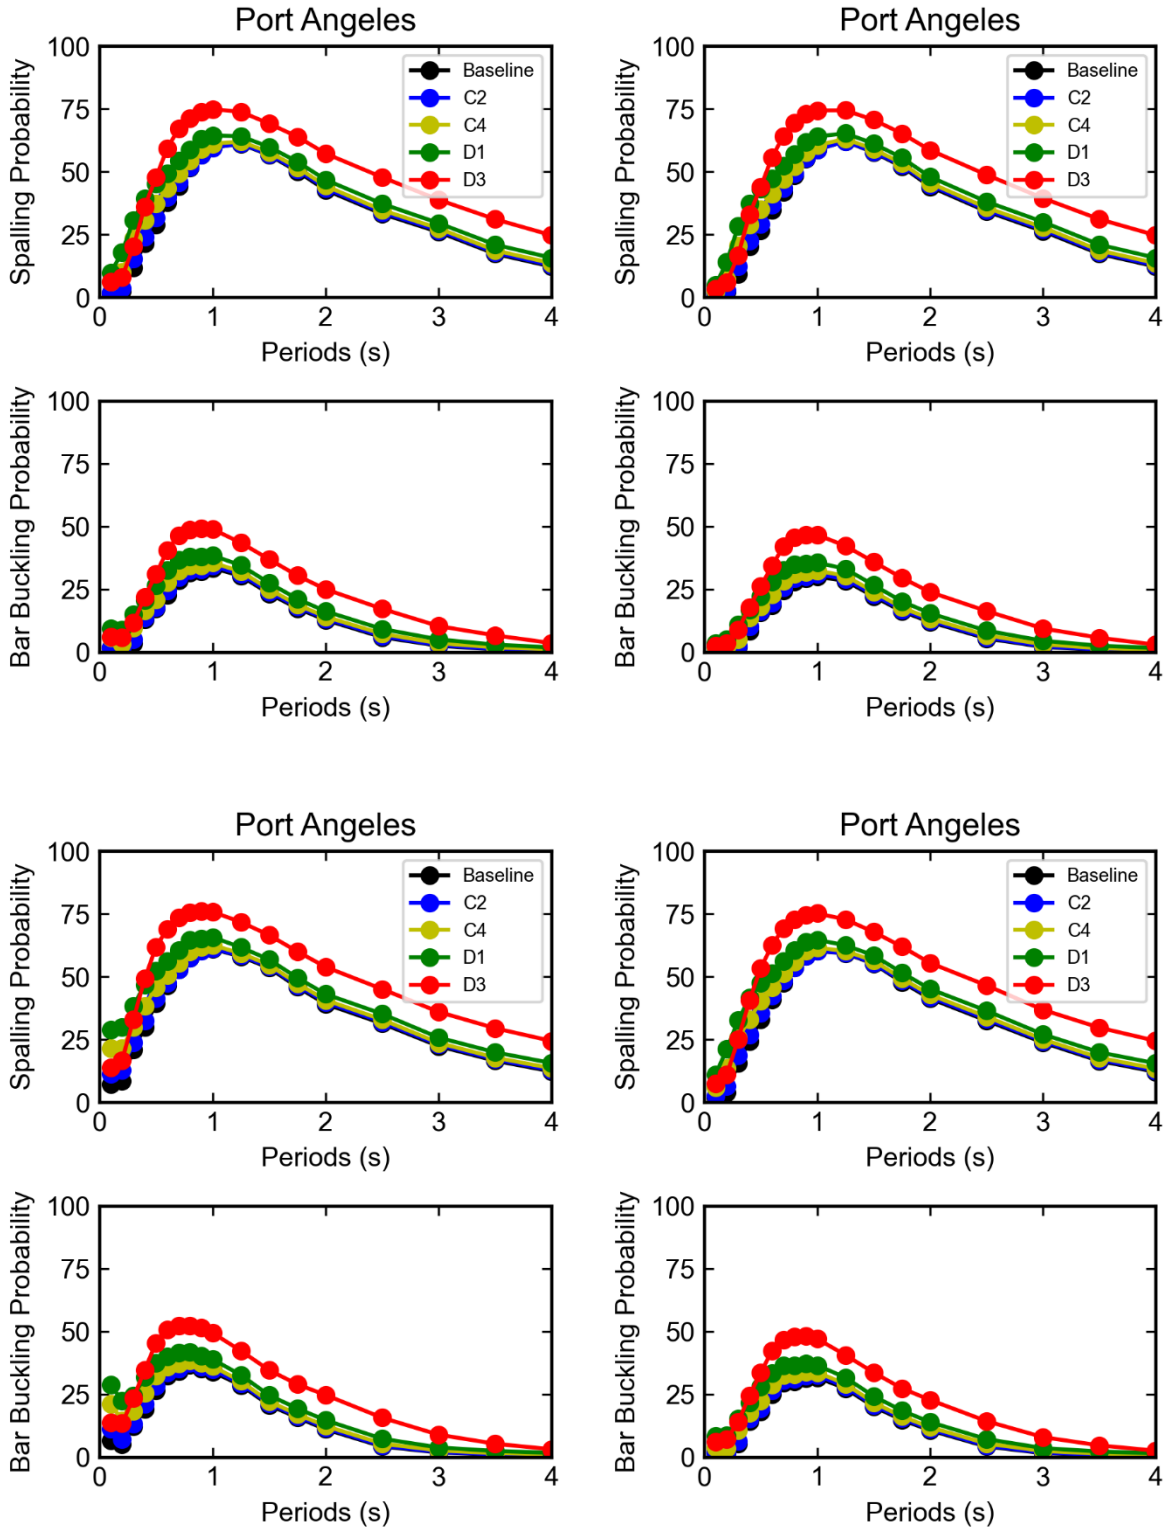 Port Angeles
100
75
50
25
0
Spalling Probability
Baseline
C2
C4
D1
D3
0 1 2 3 4
Periods (s)
Port Angeles
100
75
50
25
0
Spalling Probability
Baseline
C2
C4
D1
D3
0 1 2 3 4
Periods (s)
100
75
50
25
0
Bar Buckling Probability
0 1 2 3 4
Periods (s)
100
75
50
25
0
Bar Buckling Probability
0 1 2 3 4
Periods (s)
Port Angeles
100
75
50
25
0
Spalling Probability
Baseline
C2
C4
D1
D3
0 1 2 3 4
Periods (s)
Port Angeles
100
75
50
25
0
Spalling Probability
Baseline
C2
C4
D1
D3
0 1 2 3 4
Periods (s)
100
75
50
25
0
Bar Buckling Probability
0 1 2 3 4
Periods (s)
100
75
50
25
0
Bar Buckling Probability
0 1 2 3 4
Periods (s)